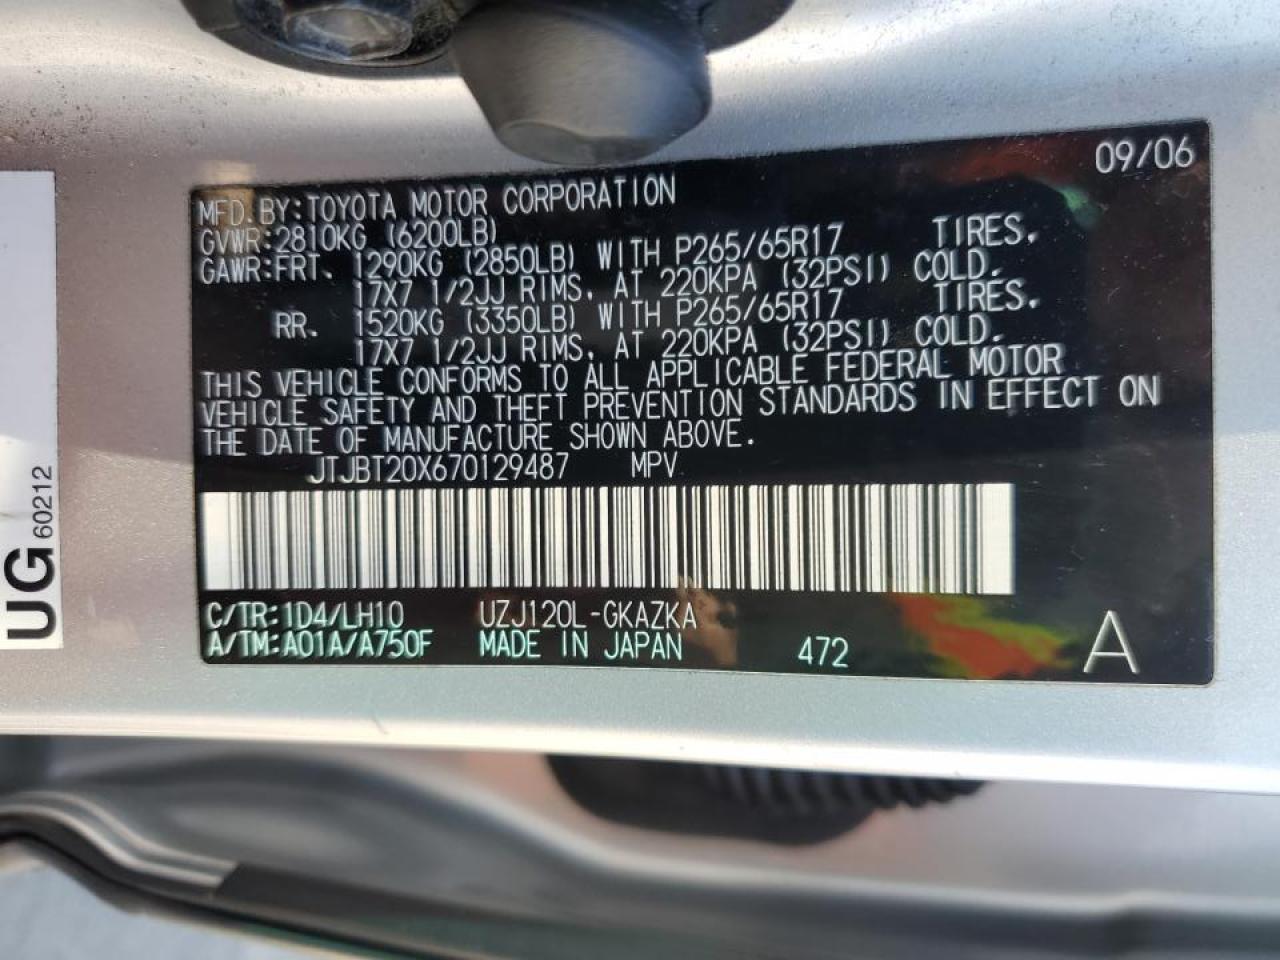 09/06
MFD.BY:TOYOTA MOTOR CORPORATION
GVWR:2810KG (6200LB)
GAWR:FRT. 1290KG (2850LB) WITH P265/65R17 TIRES,
17X7 1/2JJ RIMS, AT 220KPA (32PSI) COLD.
RR. 1520KG (3350LB) WITH P265/65R17 TIRES.
17X7 1/2JJ RIMS, AT 220KPA (32PSI) COLD.
THIS VEHICLE CONFORMS TO ALL APPLICABLE FEDERAL MOTOR
VEHICLE SAFETY AND THEFT PREVENTION STANDARDS IN EFFECT ON
THE DATE OF MANUFACTURE SHOWN ABOVE.
JTJBT20X670129487 MPV
C/TR:1D4/LH10 UZJ120L-GKAZKA
A/TM:A01A/A750F MADE IN JAPAN 472 A
UG 60212